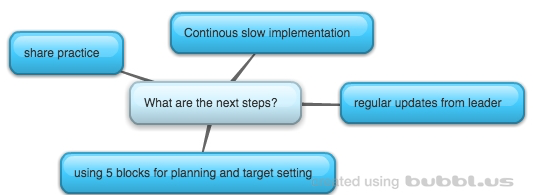 Continous slow implementation
share practice
What are the next steps?
regular updates from leader
using 5 blocks for planning and target setting
ated using bubbl.us